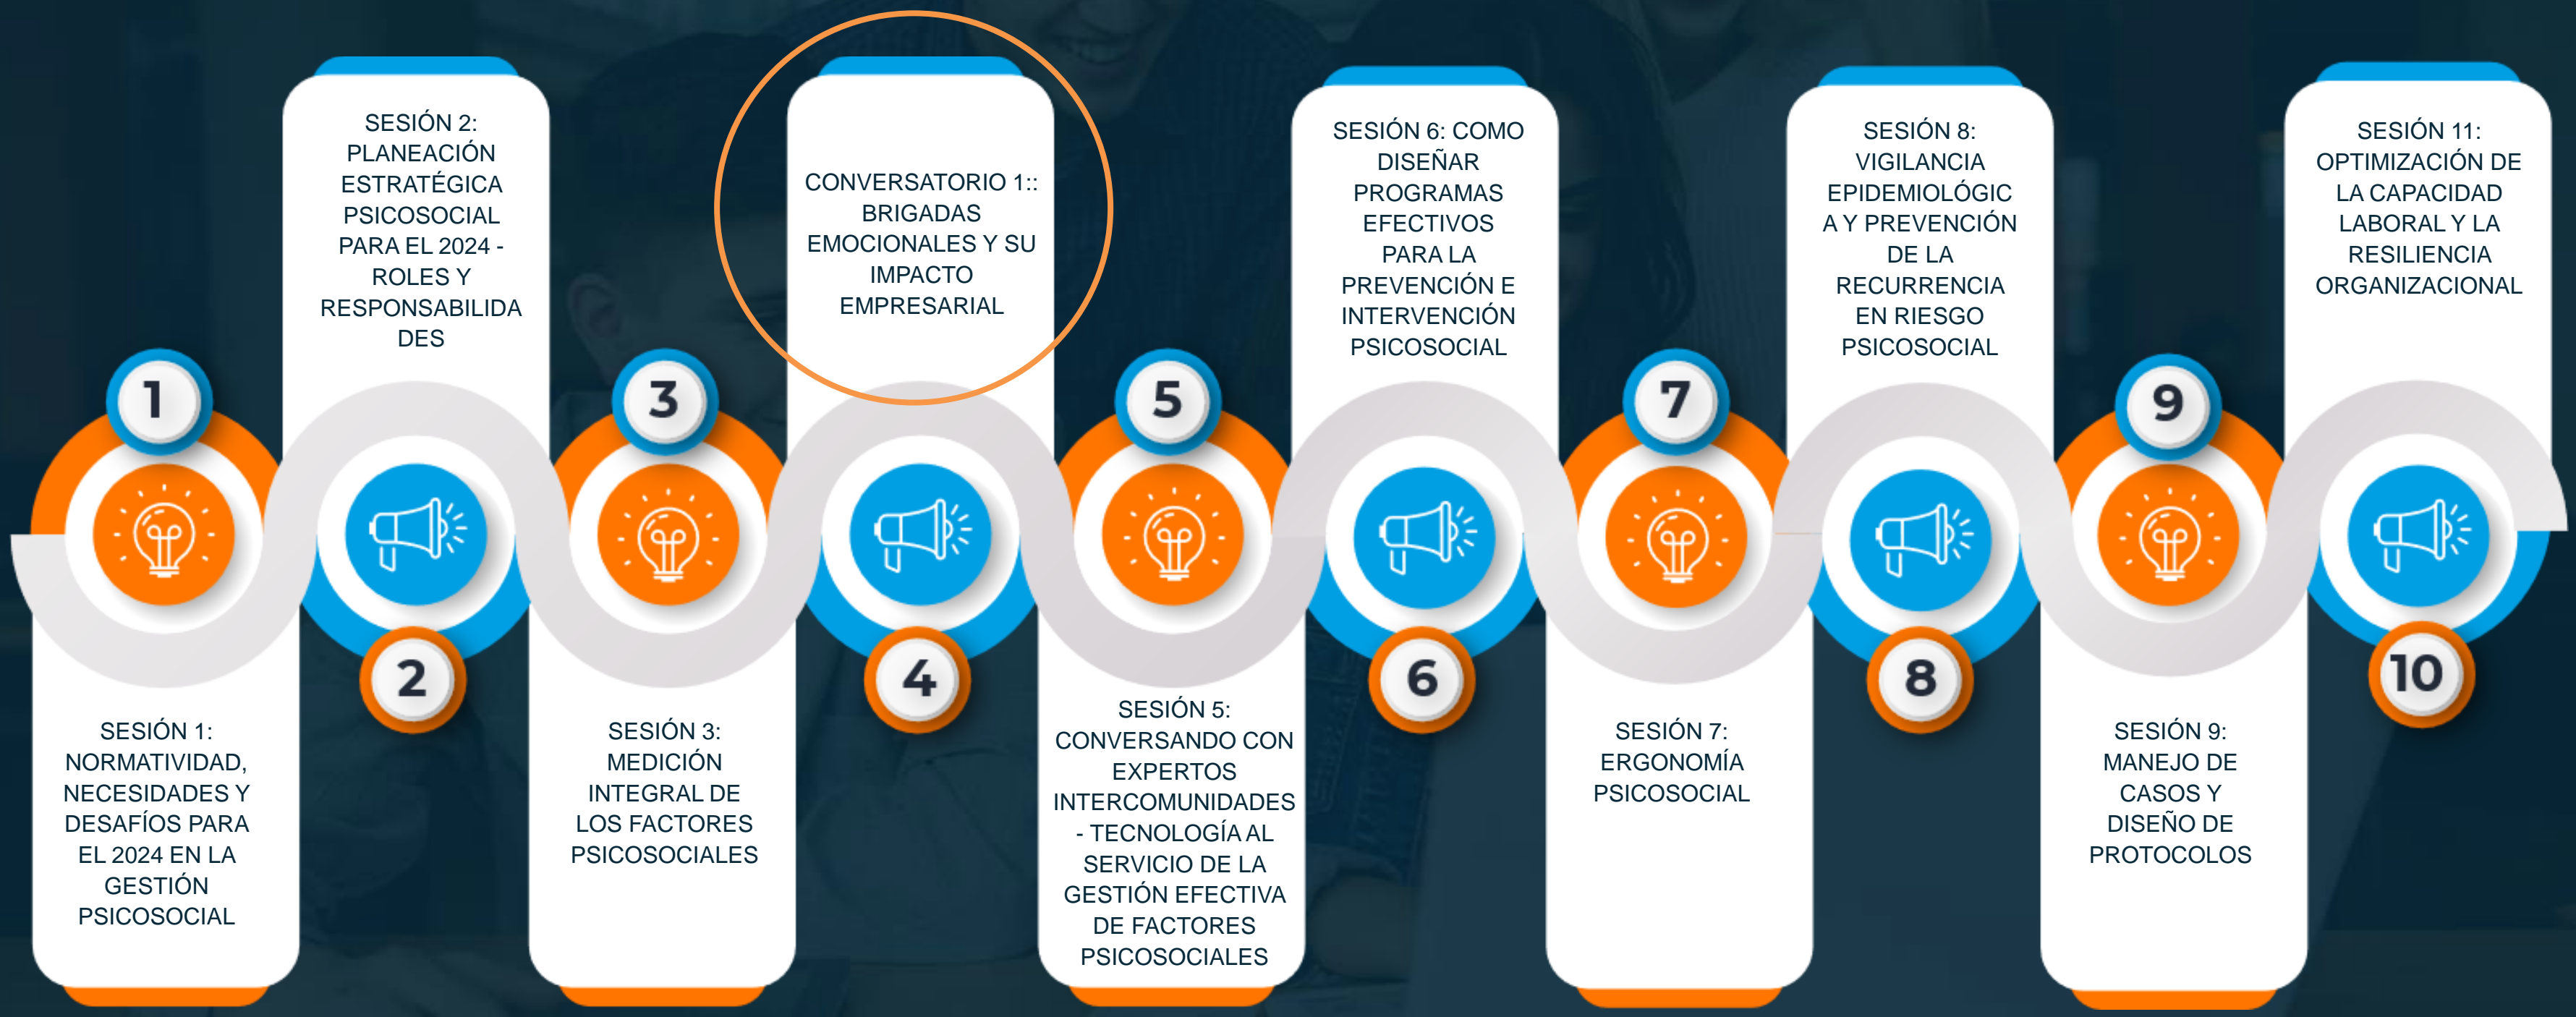 1
SESIÓN 1:
NORMATIVIDAD,
NECESIDADES Y
DESAFÍOS PARA
EL 2024 EN LA
GESTIÓN
PSICOSOCIAL
SESIÓN 2:
PLANEACIÓN
ESTRATÉGICA
PSICOSOCIAL
PARA EL 2024 -
ROLES Y
RESPONSABILIDA
DES
2
3
SESIÓN 3:
MEDICIÓN
INTEGRAL DE
LOS FACTORES
PSICOSOCIALES
CONVERSATORIO 1::
BRIGADAS
EMOCIONALES Y SU
IMPACTO
EMPRESARIAL
4
5
SESIÓN 5:
CONVERSANDO CON
EXPERTOS
INTERCOMUNIDADES
- TECNOLOGÍA AL
SERVICIO DE LA
GESTIÓN EFECTIVA
DE FACTORES
PSICOSOCIALES
SESIÓN 6: COMO
DISEÑAR
PROGRAMAS
EFECTIVOS
PARA LA
PREVENCIÓN E
INTERVENCIÓN
PSICOSOCIAL
6
7
SESIÓN 7:
ERGONOMÍA
PSICOSOCIAL
SESIÓN 8:
VIGILANCIA
EPIDEMIOLÓGIC
A Y PREVENCIÓN
DE LA
RECURRENCIA
EN RIESGO
PSICOSOCIAL
8
9
SESIÓN 9:
MANEJO DE
CASOS Y
DISEÑO DE
PROTOCOLOS
SESIÓN 11:
OPTIMIZACIÓN DE
LA CAPACIDAD
LABORAL Y LA
RESILIENCIA
ORGANIZACIONAL
10